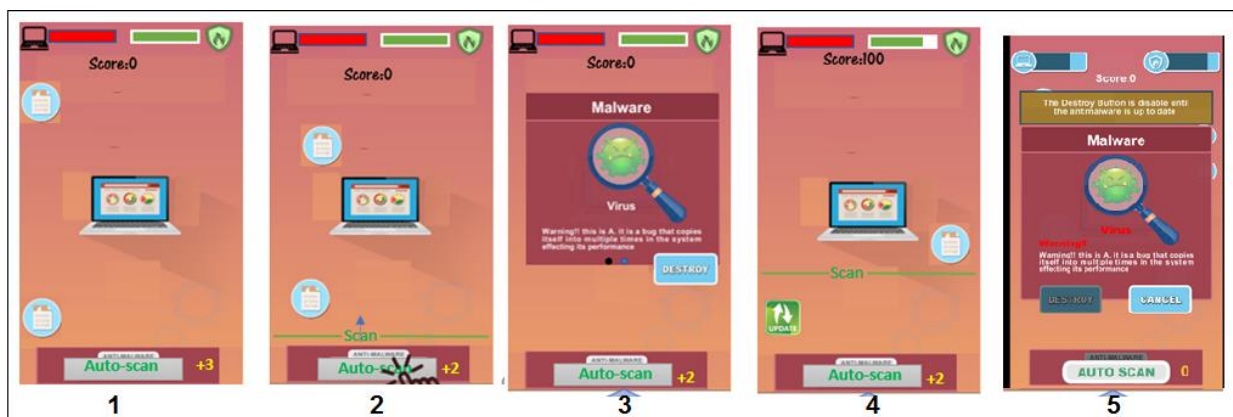 Score:0
ANTI-MALWARE
Auto-scan +3
1
Score:0
Scan
ANTI-MALWARE
Auto-scan +2
2
Score:0
Malware
Virus
Warning!! this is A. it is a bug that copies
itself into multiple times in the system
effecting its performance
DESTROY
ANTI-MALWARE
Auto-scan +2
3
Score:100
Scan
UPDATE
ANTI-MALWARE
Auto-scan +2
4
Score:0
The Destroy Button is disable until
the antimalware is up to date
Malware
Virus
Warning!!
Warning!! this is A. it is a bug that copies
itself into multiple times in the system
effecting its performance
DESTROY CANCEL
ANTI-MALWARE
AUTO SCAN 0
5